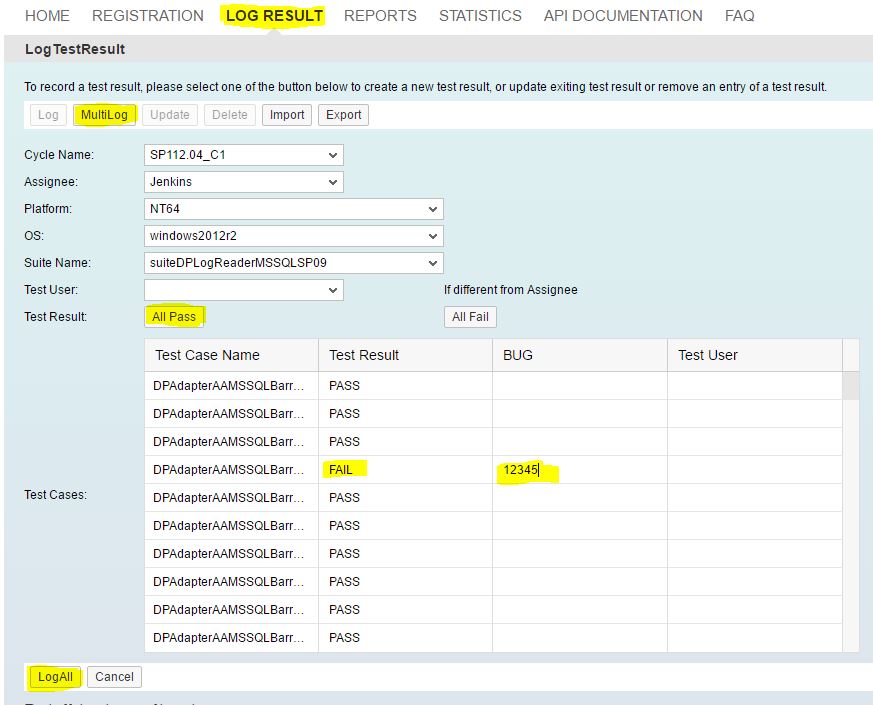 HOME REGISTRATION LOG RESULT REPORTS STATISTICS API DOCUMENTATION FAQ
LogTestResult
To record a test result, please select one of the button below to create a new test result, or update exiting test result or remove an entry of a test result.
Log MultiLog Update Delete Import Export
Cycle Name: SP112.04_C1
Assignee: Jenkins
Platform: NT64
OS: windows2012r2
Suite Name: suiteDPLogReaderMSSQLSP09
Test User: If different from Assignee
Test Result: All Pass All Fail
Test Case Name Test Result BUG Test User
DPAdapterAAMSSQLBarr... PASS
DPAdapterAAMSSQLBarr... PASS
DPAdapterAAMSSQLBarr... PASS
DPAdapterAAMSSQLBarr... FAIL 12345
Test Cases: DPAdapterAAMSSQLBarr... PASS
DPAdapterAAMSSQLBarr... PASS
DPAdapterAAMSSQLBarr... PASS
DPAdapterAAMSSQLBarr... PASS
DPAdapterAAMSSQLBarr... PASS
DPAdapterAAMSSQLBarr... PASS
LogAll Cancel